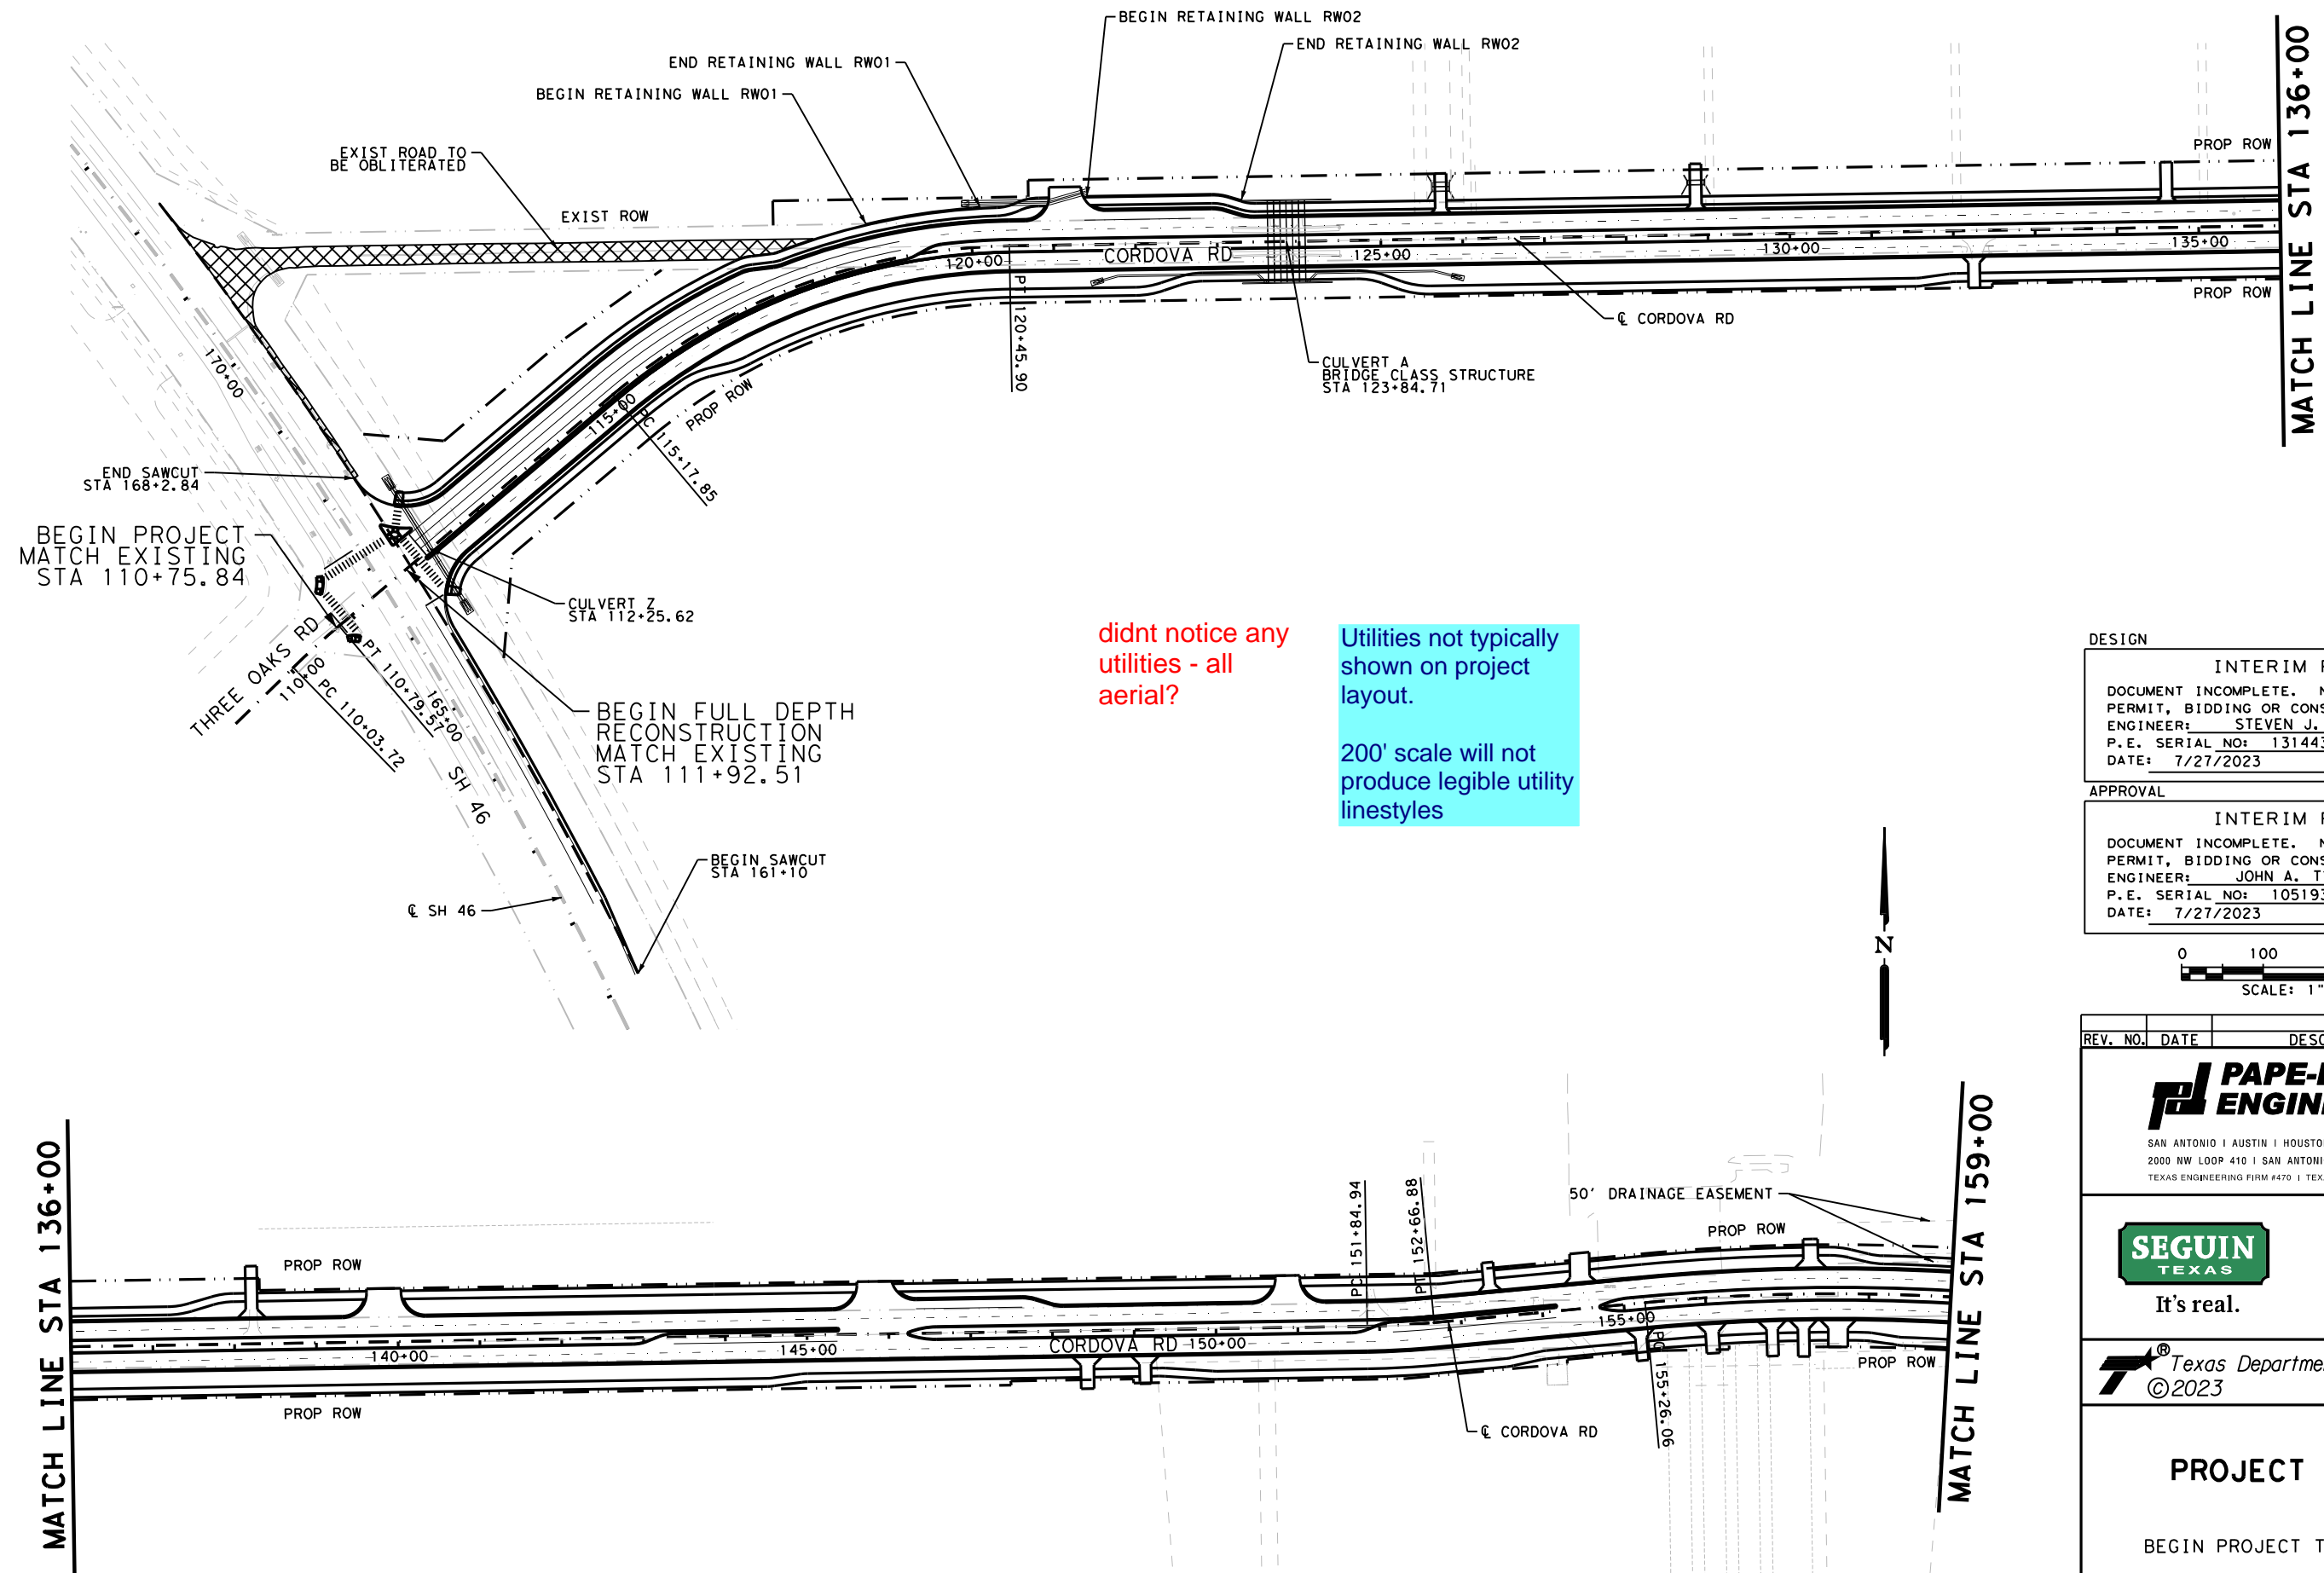 BEGIN RETAINING WALL RW02
END RETAINING WALL RW02
END RETAINING WALL RW01
BEGIN RETAINING WALL RW01
EXIST ROAD TO
BE OBLITERATED
EXIST ROW
PROP ROW
MATCH LINE STA 136+00
120+00
CORDOVA RD
125+00
130+00
135+00
PROP ROW
PT 120+45.90
℄ CORDOVA RD
CULVERT A
BRIDGE CLASS STRUCTURE
STA 123+84.71
170+00
115+00
PC 115+17.85
PROP ROW
END SAWCUT
STA 168+2.84
BEGIN PROJECT
MATCH EXISTING
STA 110+75.84
CULVERT Z
STA 112+25.62
THREE OAKS RD
110+00
PC 110+03.72
PT 110+79.57
165+00
SH 46
BEGIN FULL DEPTH
RECONSTRUCTION
MATCH EXISTING
STA 111+92.51
BEGIN SAWCUT
STA 161+10
℄ SH 46
didnt notice any
utilities - all
aerial?
Utilities not typically
shown on project
layout.
200' scale will not
produce legible utility
linestyles
N
DESIGN
INTERIM
DOCUMENT INCOMPLETE.
PERMIT, BIDDING OR
ENGINEER: STEVEN J.
P.E. SERIAL NO: 13144
DATE: 7/27/2023
APPROVAL
INTERIM
DOCUMENT INCOMPLETE.
PERMIT, BIDDING OR
ENGINEER: JOHN A.
P.E. SERIAL NO: 10519
DATE: 7/27/2023
0 100
SCALE: 1"
REV. NO. DATE
PAPE-
SAN ANTONIO | AUSTIN |
2000 NW LOOP 410 |
TEXAS ENGINEERING FIRM #470 |
SEGUIN
TEXAS
It's real.
® Texas
©2023
PROJECT
BEGIN PROJECT
MATCH LINE STA 136+00
PROP ROW
140+00
145+00
CORDOVA RD
150+00
PROP ROW
PC 151+84.94
PT 152+66.88
50' DRAINAGE EASEMENT
PROP ROW
155+00
PC 155+26.06
PROP ROW
℄ CORDOVA RD
MATCH LINE STA 159+00